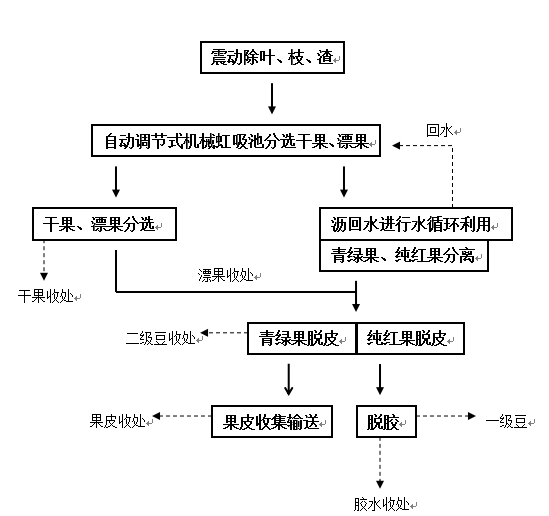 震动除叶、枝、渣
自动调节式机械虹吸池分选干果、漂果
回水
干果、漂果分选
沥回水进行水循环利用
青绿果、纯红果分离
漂果收处
干果收处
二级豆收处
青绿果脱皮
纯红果脱皮
果皮收处
果皮收集输送
脱胶
一级豆
胶水收处